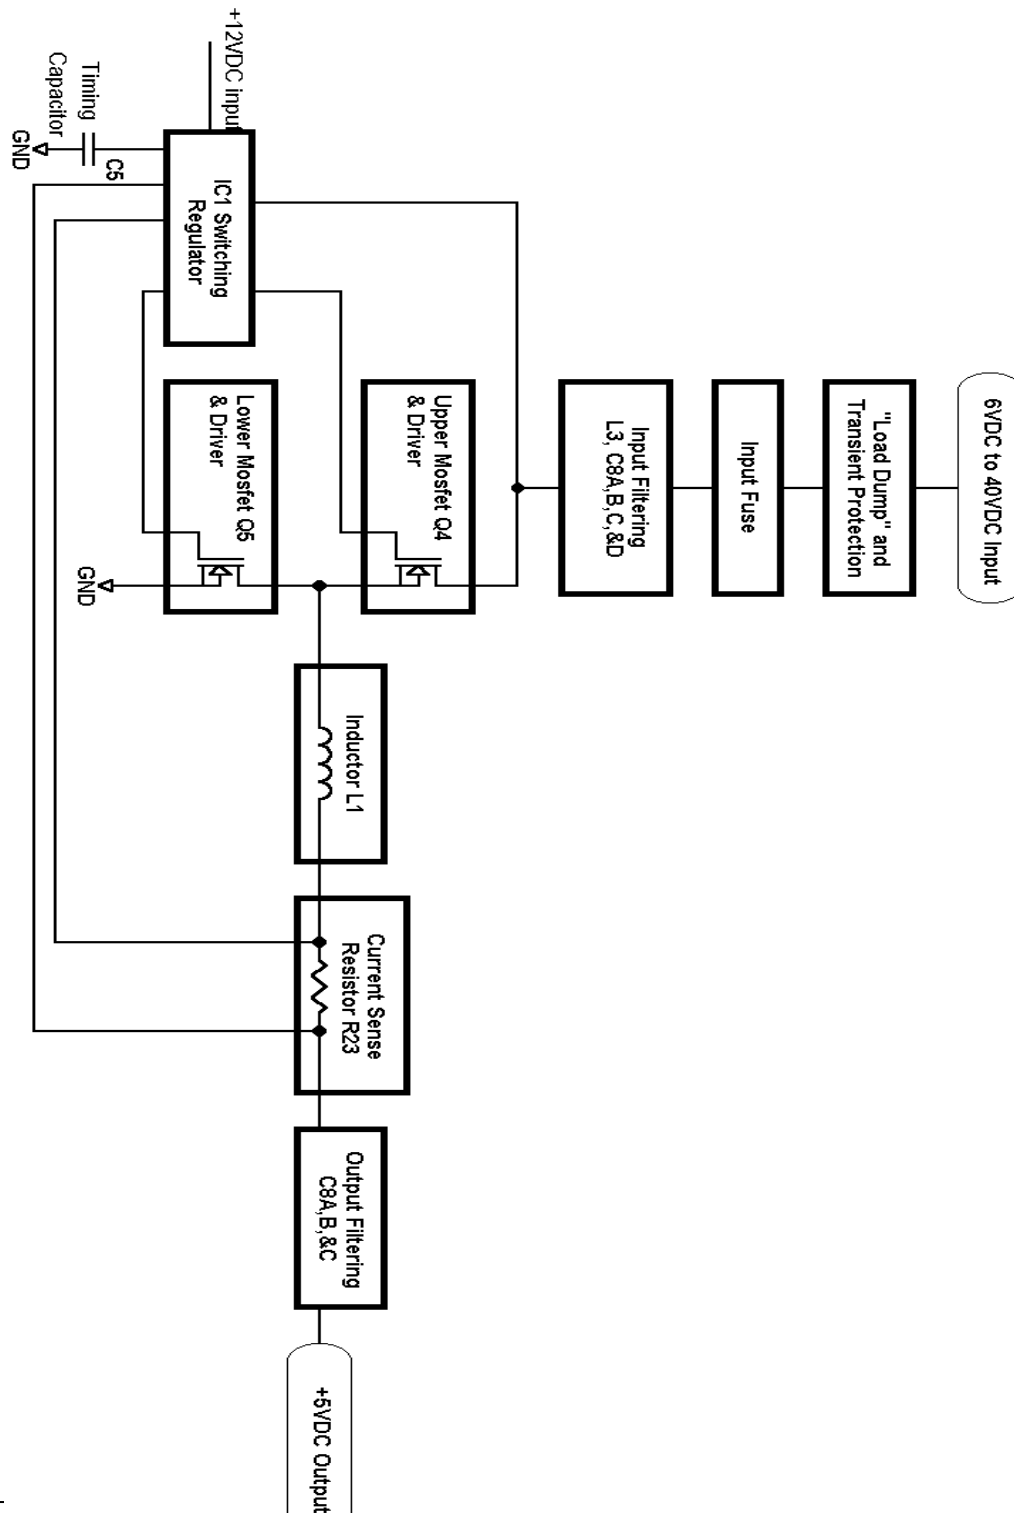 6VDC to 40VDC Input
"Load Dump" and
Transient Protection
Input Fuse
Input Filtering
L3, C8A,B,C,&D
+12VDC input
IC1 Switching
Regulator
C5
Timing
Capacitor
GND
Upper Mosfet Q4
& Driver
Lower Mosfet Q5
& Driver
GND
Inductor L1
Current Sense
Resistor R23
Output Filtering
C8A,B,&C
+5VDC Output